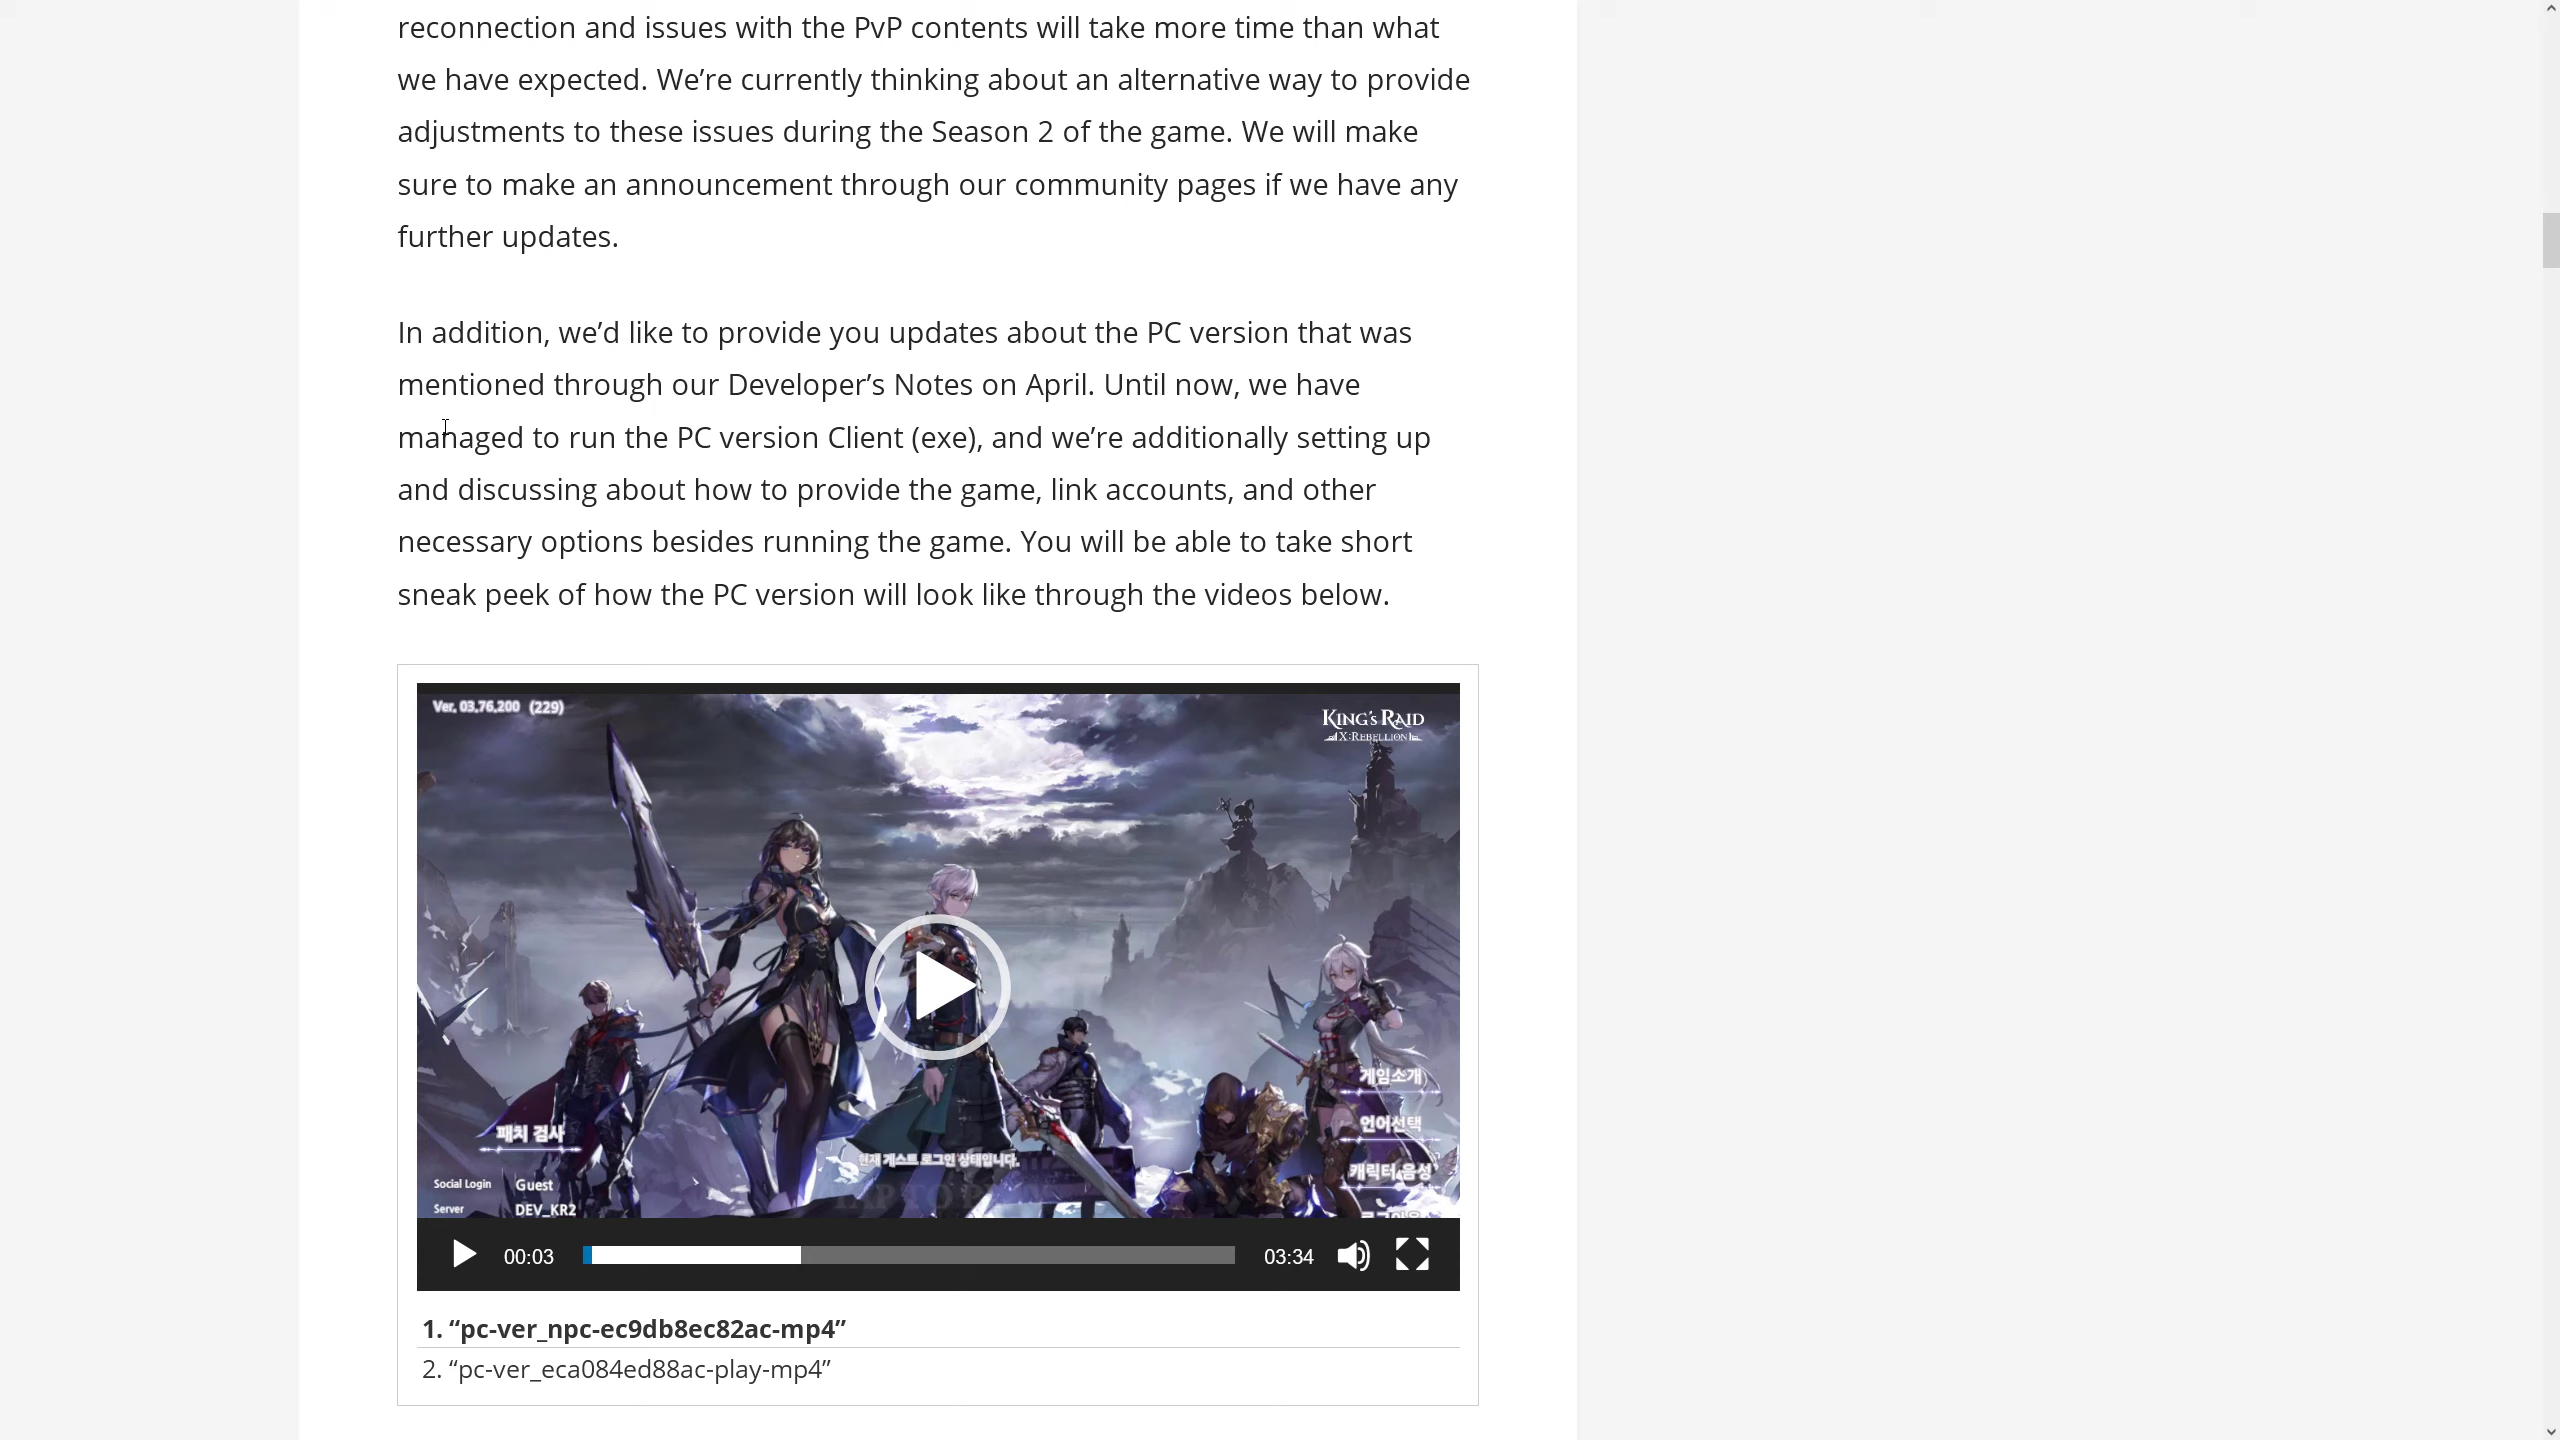 reconnection and issues with the PvP contents will take more time than what
we have expected. We’re currently thinking about an alternative way to provide
adjustments to these issues during the Season 2 of the game. We will make
sure to make an announcement through our community pages if we have any
further updates.
In addition, we’d like to provide you updates about the PC version that was
mentioned through our Developer’s Notes on April. Until now, we have
managed to run the PC version Client (exe), and we’re additionally setting up
and discussing about how to provide the game, link accounts, and other
necessary options besides running the game. You will be able to take short
sneak peek of how the PC version will look like through the videos below.
Ver. 03.76.200 (229)
KING's RAID
X:REBELLION
게임소개
언어선택
패치 검사
현재 게스트 로그인 상태입니다.
캐릭터 음성
Social Login Guest
Server DEV_KR2
00:03 03:34
1. “pc-ver_npc-ec9db8ec82ac-mp4”
2. “pc-ver_eca084ed88ac-play-mp4”